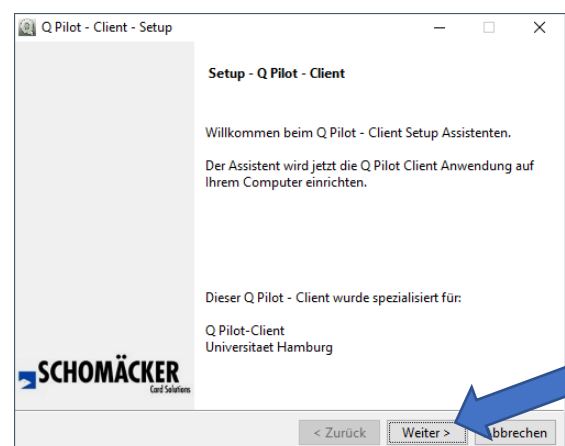 Q Pilot - Client - Setup
Setup - Q Pilot - Client
Willkommen beim Q Pilot - Client Setup Assistenten.
Der Assistent wird jetzt die Q Pilot Client Anwendung auf
Ihrem Computer einrichten.
Dieser Q Pilot - Client wurde spezialisiert für:
Q Pilot-Client
Universitaet Hamburg
SCHOMÄCKER
Card Solutions
< Zurück Weiter > Abbrechen